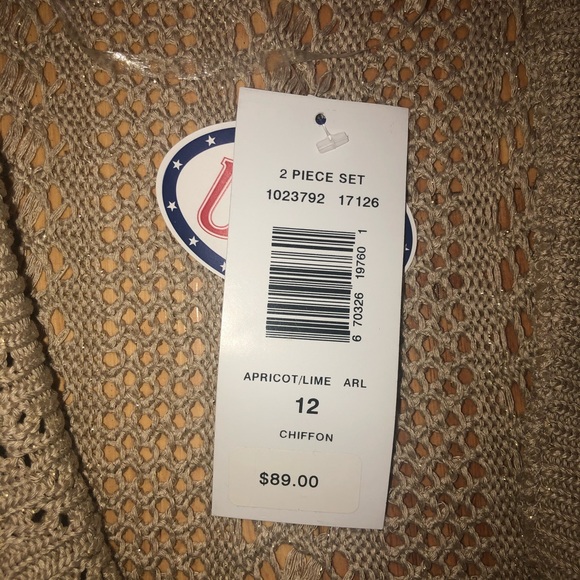 2 PIECE SET
1023792 17126
6 70326 19760 1
APRICOT/LIME ARL
12
CHIFFON
$89.00
U